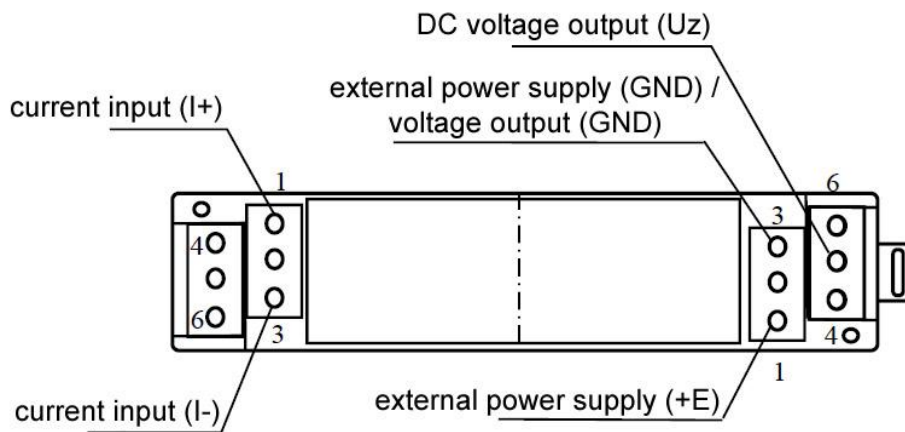 DC voltage output (Uz)
external power supply (GND) /
voltage output (GND)
current input (I+)
1
6
3
4
6
3
4
1
current input (I-)
external power supply (+E)